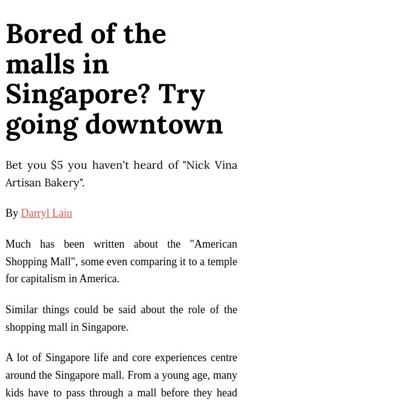 Bored of the
malls in
Singapore? Try
going downtown
Bet you $5 you haven't heard of "Nick Vina
Artisan Bakery".
By Darryl Laiu
Much has been written about the "American
Shopping Mall", some even comparing it to a temple
for capitalism in America.
Similar things could be said about the role of the
shopping mall in Singapore.
A lot of Singapore life and core experiences centre
around the Singapore mall. From a young age, many
kids have to pass through a mall before they head